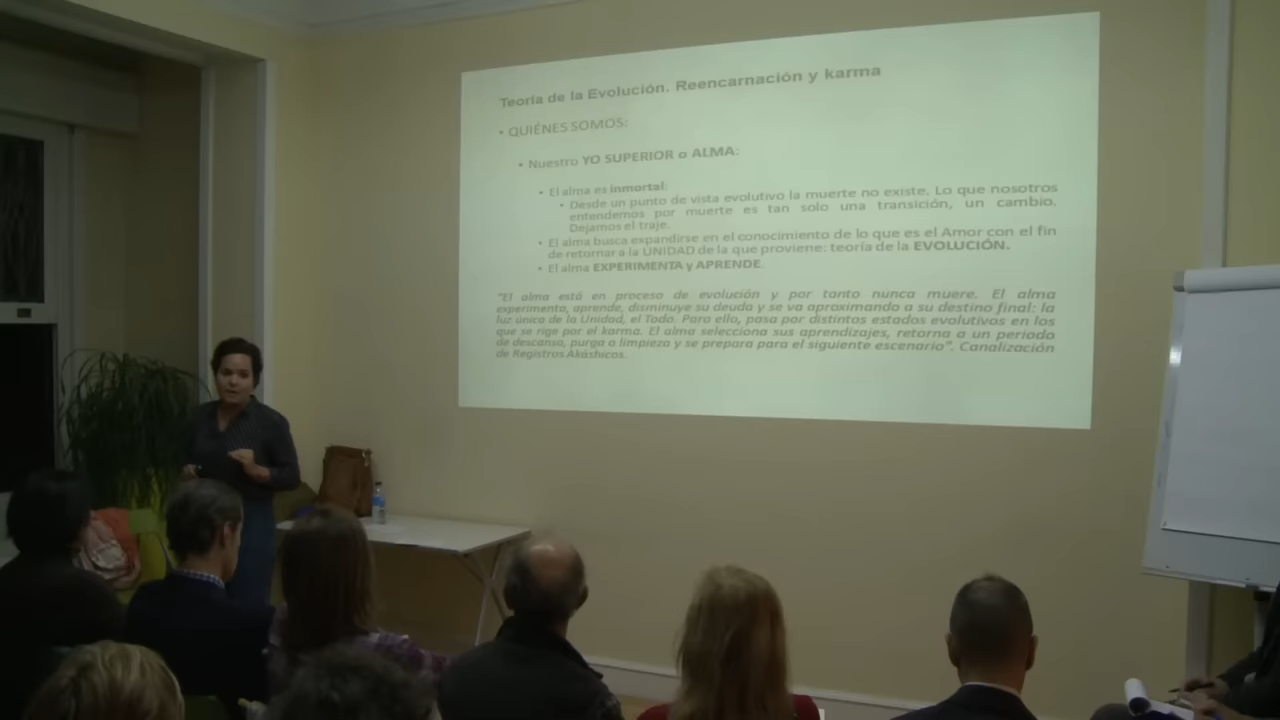 Teoría de la Evolución. Reencarnación y karma
• QUIÉNES SOMOS:
• Nuestro YO SUPERIOR o ALMA:
• El alma es inmortal:
• Desde un punto de vista evolutivo la muerte no existe. Lo que nosotros
entendemos por muerte es tan solo una transición, un cambio.
Dejamos el traje.
• El alma busca expandirse en el conocimiento de lo que es el Amor con el fin
de retornar a la UNIDAD de la que proviene: teoría de la EVOLUCIÓN.
• El alma EXPERIMENTA y APRENDE.
"El alma está en proceso de evolución y por tanto nunca muere. El alma
experimenta, aprende, disminuye su deuda y se va aproximando a su destino final: la
luz única de la Unidad, el Todo. Para ello, pasa por distintos estados evolutivos en los
que se rige por el karma. El alma selecciona sus aprendizajes, retorna a un periodo
de descanso, purga o limpieza y se prepara para el siguiente escenario". Canalización
de Registros Akáshicos.